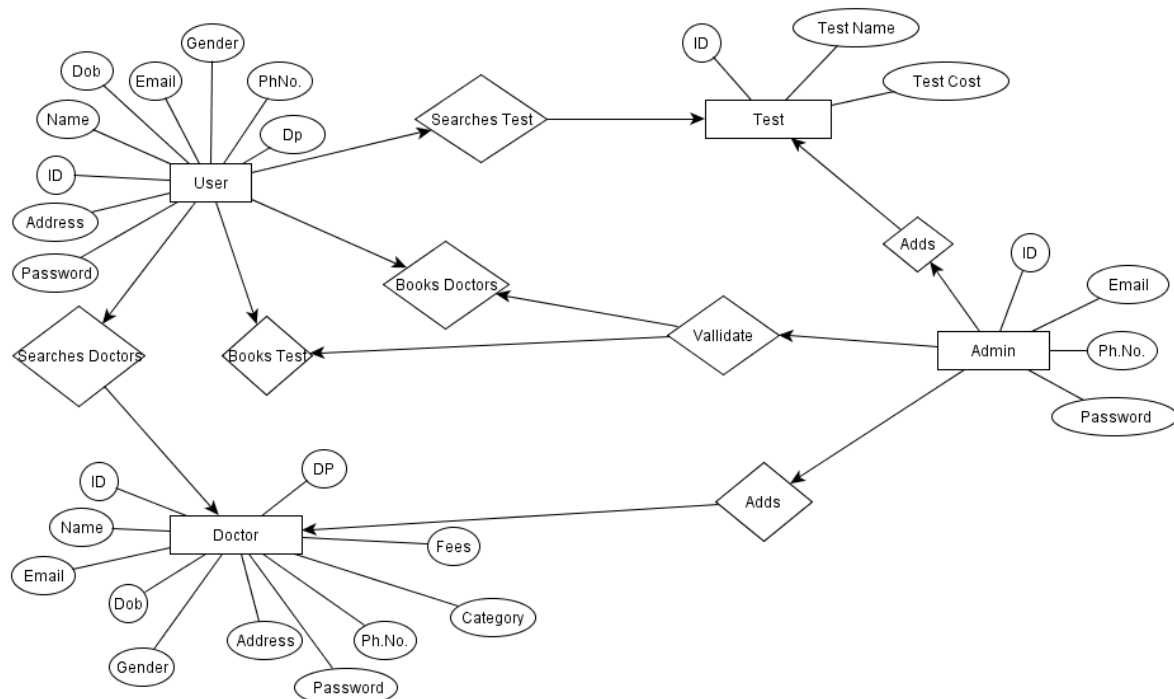 Gender
Test Name
ID
Dob
Email
PhNo.
Test Cost
Name
Searches Test
Test
Dp
ID
User
Address
Adds
ID
Password
Books Doctors
Email
Searches Doctors
Books Test
Vallidate
Admin
Ph.No.
Password
DP
ID
Adds
Name
Doctor
Fees
Email
Dob
Category
Address
Ph.No.
Gender
Password